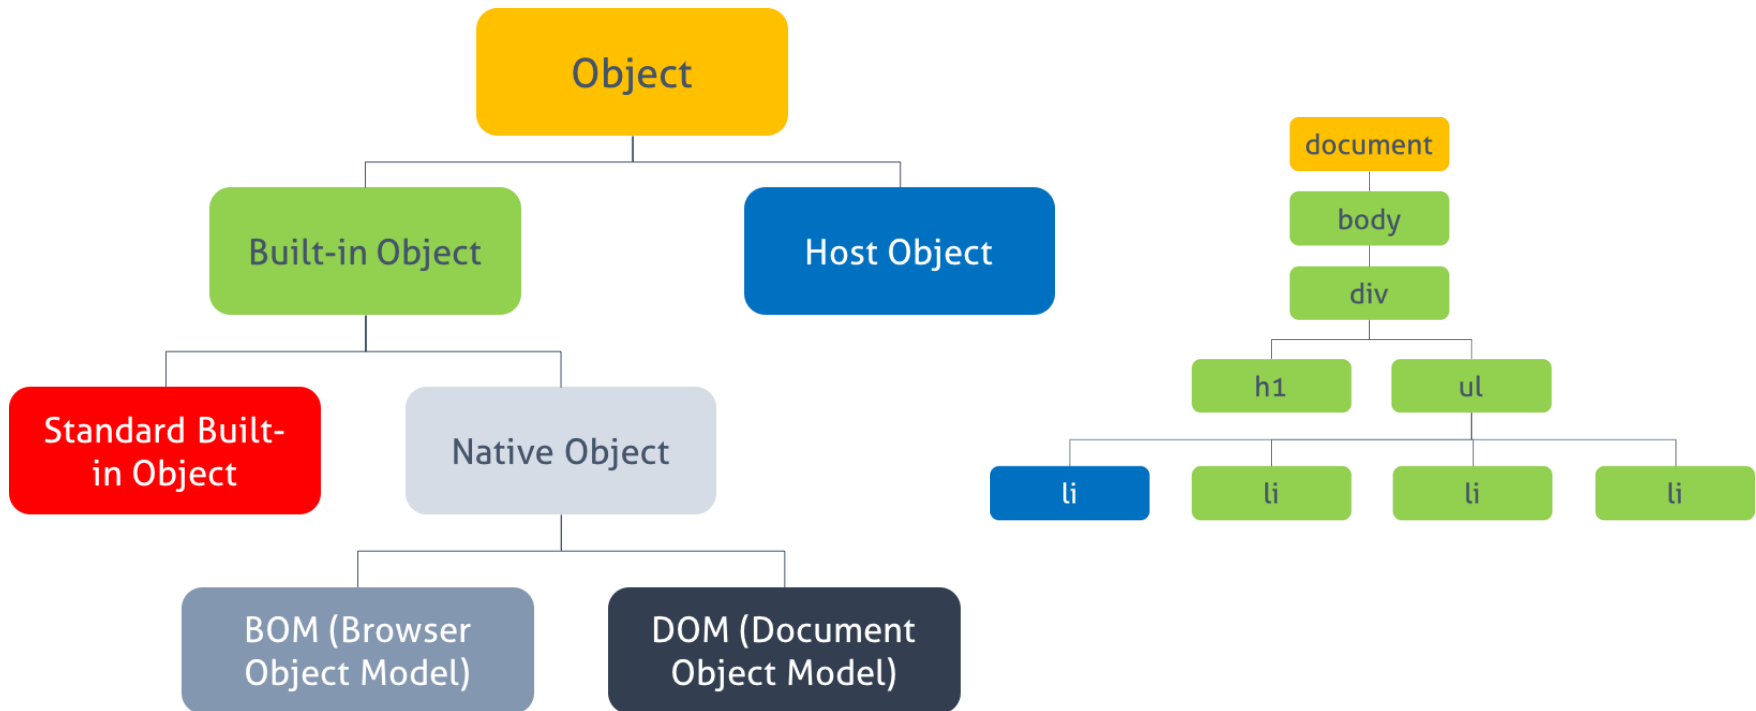 Object
Built-in Object
Host Object
Standard Built-
in Object
Native Object
BOM (Browser
Object Model)
DOM (Document
Object Model)
document
body
div
h1
ul
li
li
li
li